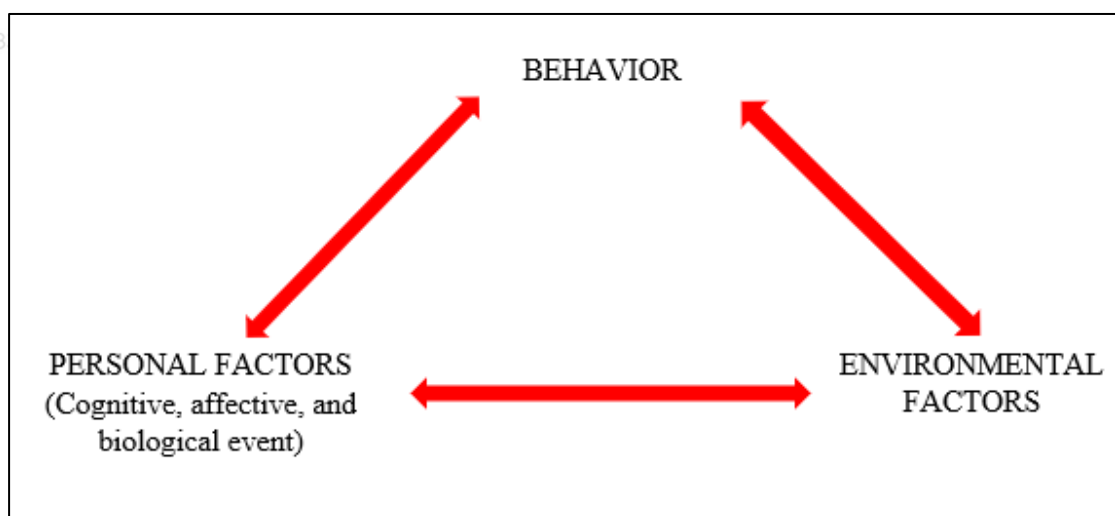 BEHAVIOR
PERSONAL FACTORS
(Cognitive, affective, and
biological event)
ENVIRONMENTAL
FACTORS